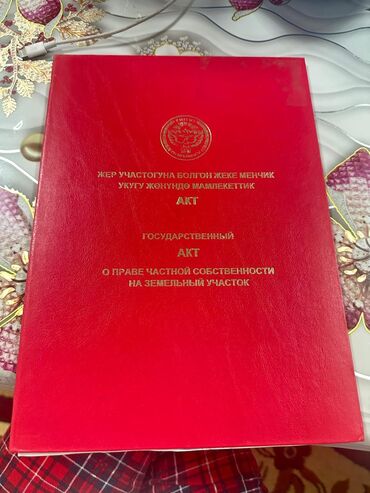 ЖЕР УЧАСТОГУНА БОЛГОН ЖЕКЕ МЕНЧИК
УКУГУ ЖӨНҮНДӨ МАМЛЕКЕТТИК
АКТ
ГОСУДАРСТВЕННЫЙ
АКТ
О ПРАВЕ ЧАСТНОЙ СОБСТВЕННОСТИ
НА ЗЕМЕЛЬНЫЙ УЧАСТОК